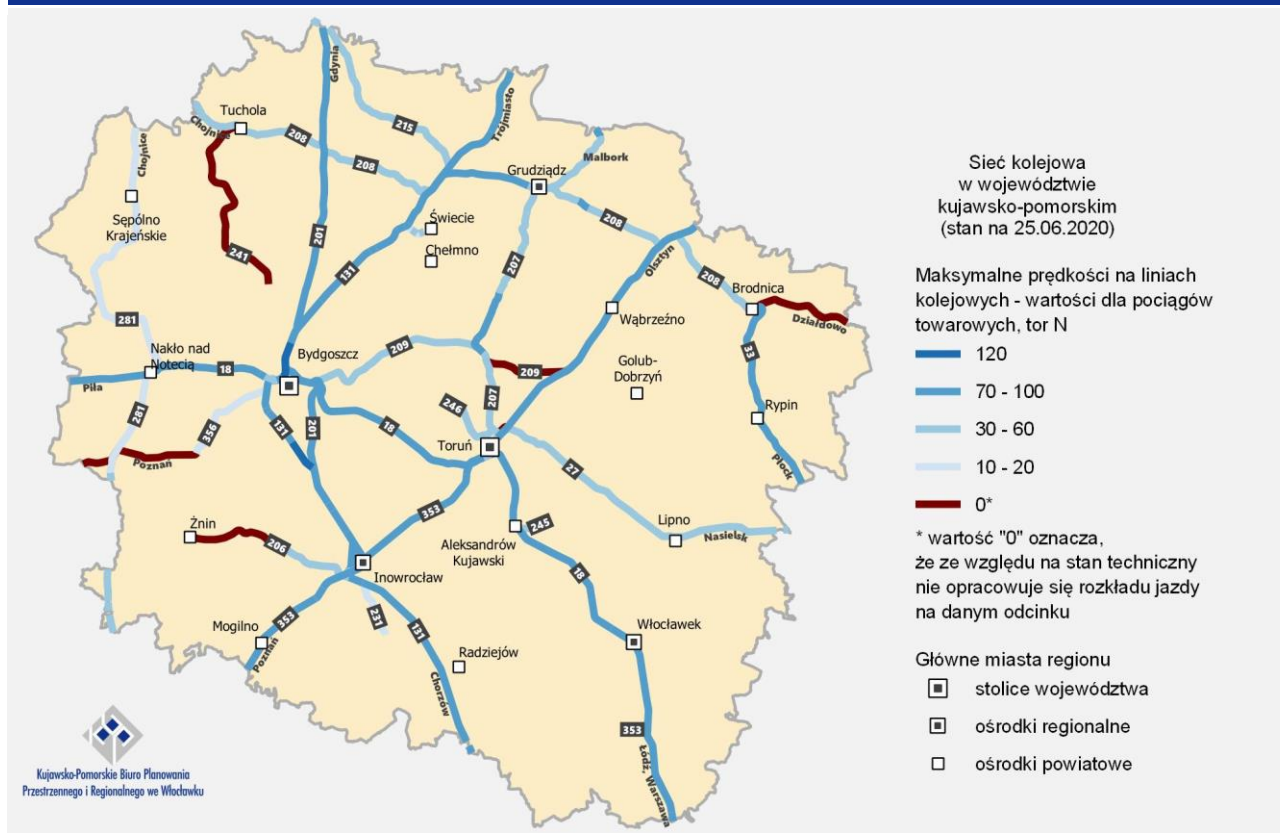 Gdynia
Tuchola
Chojnice
208
215
Trójmiasto
Chojnice
208
Grudziądz
Malbork
Sępólno
Krajeńskie
201
Świecie
208
241
131
Chełmno
207
Olsztyn
208
Brodnica
Działdowo
281
Wąbrzeźno
Nakło nad
Notecią
18
Bydgoszcz
209
33
Piła
209
Golub-
Dobrzyń
281
356
131
201
246
207
Rypin
18
Toruń
Poznań
27
Płock
Żnin
353
Lipno
206
Aleksandrów
Kujawski
245
Nasielsk
Inowrocław
18
Mogilno
353
231
131
Włocławek
Poznań
Radziejów
Chorzów
353
Łódź, Warszawa
Kujawsko-Pomorskie Biuro Planowania
Przestrzennego i Regionalnego we Włocławku
Sieć kolejowa
w województwie
kujawsko-pomorskim
(stan na 25.06.2020)
Maksymalne prędkości na liniach
kolejowych - wartości dla pociągów
towarowych, tor N
120
70 - 100
30 - 60
10 - 20
0*
* wartość "0" oznacza,
że ze względu na stan techniczny
nie opracowuje się rozkładu jazdy
na danym odcinku
Główne miasta regionu
stolice województwa
ośrodki regionalne
ośrodki powiatowe